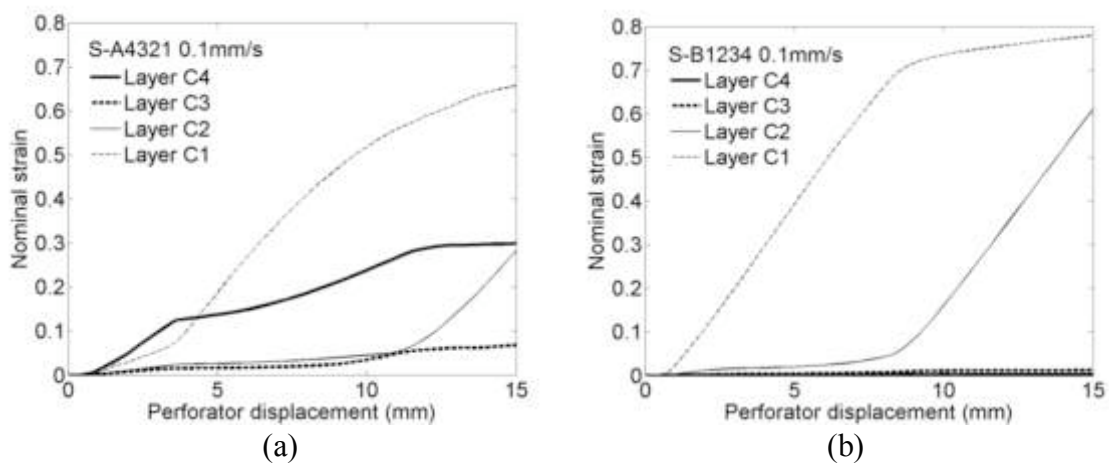 0.8
0.7
0.6
0.5
0.4
0.3
0.2
0.1
0
Nominal strain
S-A4321 0.1mm/s
Layer C4
Layer C3
Layer C2
Layer C1
0 5 10 15
Perforator displacement (mm)
(a)
0.8
0.7
0.6
0.5
0.4
0.3
0.2
0.1
0
Nominal strain
S-B1234 0.1mm/s
Layer C4
Layer C3
Layer C2
Layer C1
0 5 10 15
Perforator displacement (mm)
(b)